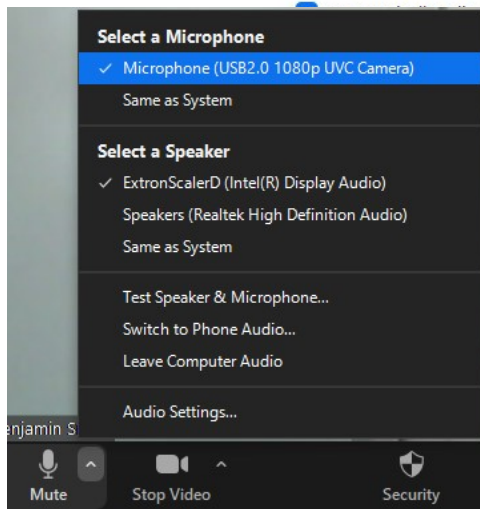 Select a Microphone
Microphone (USB2.0 1080p UVC Camera)
Same as System
Select a Speaker
ExtronScalerD (Intel(R) Display Audio)
Speakers (Realtek High Definition Audio)
Same as System
Test Speaker & Microphone...
Switch to Phone Audio...
Leave Computer Audio
Audio Settings...
enjamin S
Mute
Stop Video
Security